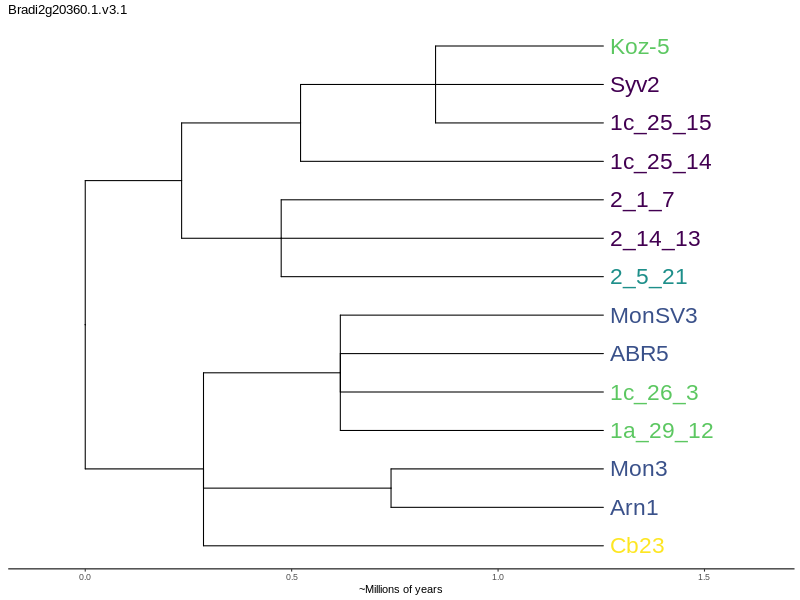 Bradi2g20360.1.v3.1
Koz-5
Syv2
1c_25_15
1c_25_14
2_1_7
2_14_13
2_5_21
MonSV3
ABR5
1c_26_3
1a_29_12
Mon3
Arn1
Cb23
0.0 0.5 1.0 1.5
~Millions of years